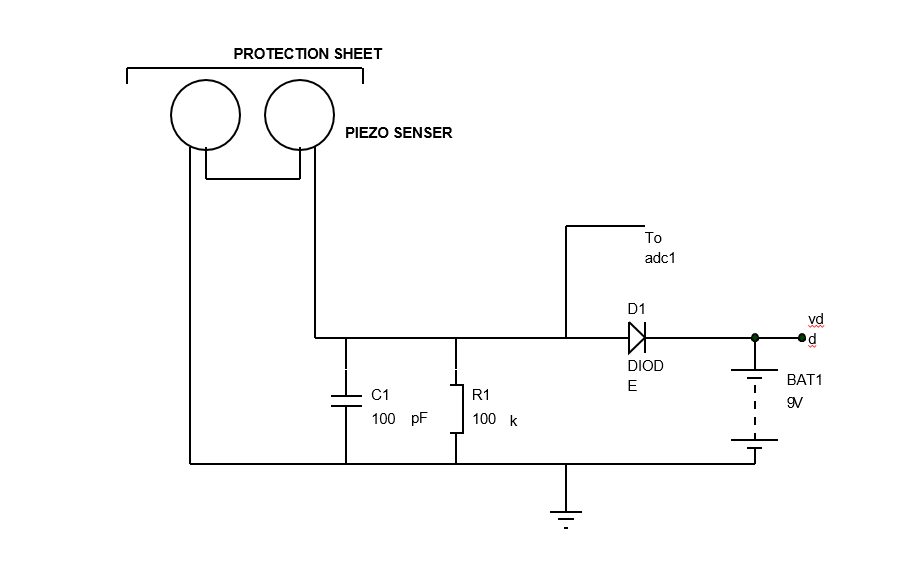 PROTECTION SHEET
PIEZO SENSER
To
adc1
D1
DIOD
E
vd
d
BAT1
9V
C1
100 pF
R1
100 k